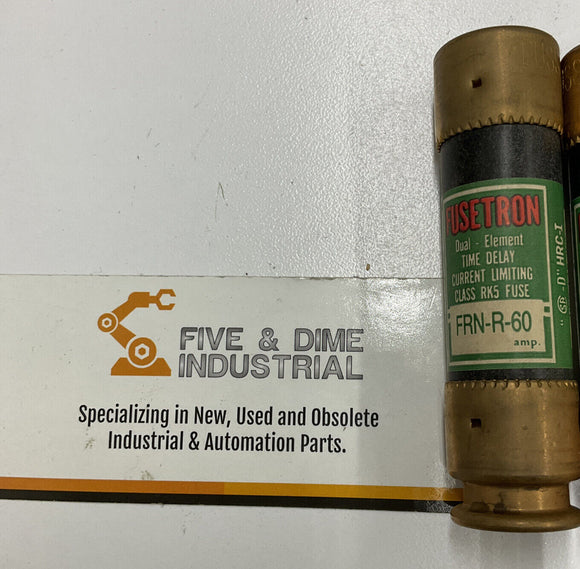 FUSETRON
Dual - Element
TIME DELAY
CURRENT LIMITING
CLASS RK5 FUSE
FRN-R-60
amp.
"D" HRC-I
FIVE & DIME
INDUSTRIAL
Specializing in New, Used and Obsolete
Industrial & Automation Parts.